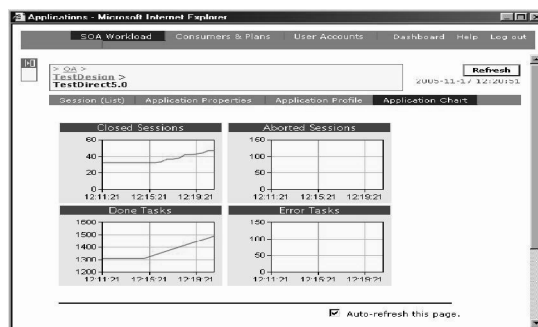 Applications - Microsoft Internet Explorer
SOA Workload Consumers & Plans User Accounts Dashboard Help Log out
> QA >
TestDesign >
TestDirect5.0
Refresh
2005-11-17 12:20:51
Session (List) Application Properties Application Profile Application Chart
Closed Sessions
60
40
20
0
12:11:21 12:15:21 12:19:21
Aborted Sessions
150
100
50
0
12:11:21 12:15:21 12:19:21
Done Tasks
1600
1500
1400
1300
1200
12:11:21 12:15:21 12:19:21
Error Tasks
150
100
50
0
12:11:21 12:15:21 12:19:21
Auto-refresh this page.